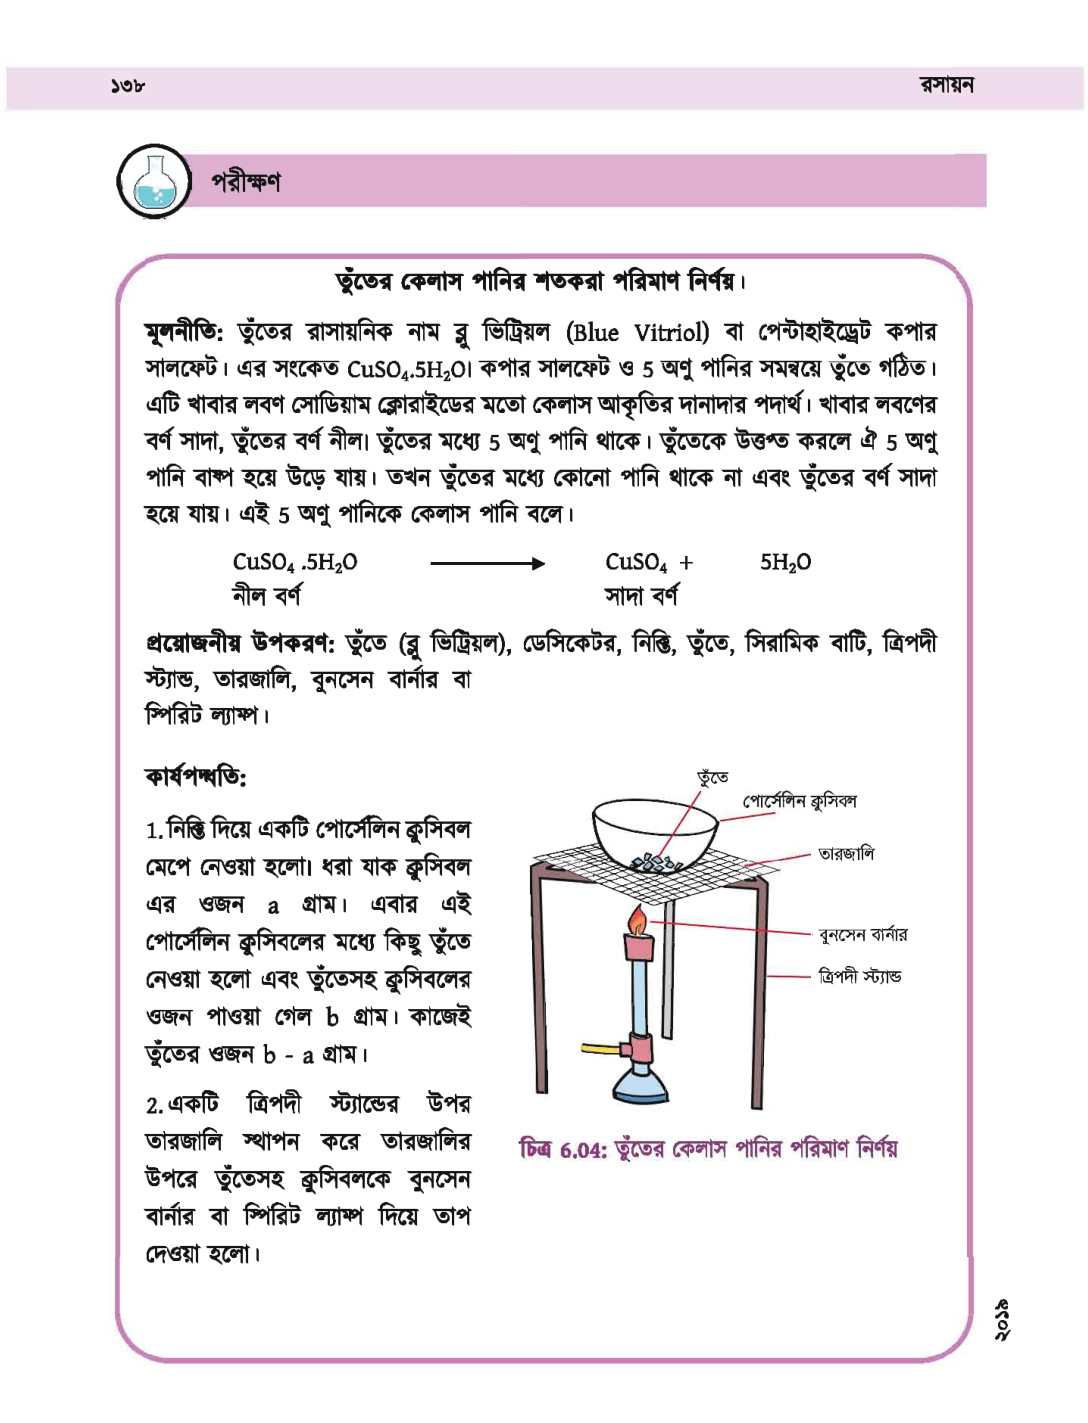 ১৩৮
রসায়ন
পরীক্ষণ
তুঁতের কেলাস পানির শতকরা পরিমাণ নির্ণয়।
মূলনীতি: তুঁতের রাসায়নিক নাম ব্লু ভিট্রিয়ল (Blue Vitriol) বা পেন্টাহাইড্রেট কপার
সালফেট। এর সংকেত CuSO₄.5H₂O। কপার সালফেট ও 5 অণু পানির সমন্বয়ে তুঁতে গঠিত।
এটি খাবার লবণ সোডিয়াম ক্লোরাইডের মতো কেলাস আকৃতির দানাদার পদার্থ। খাবার লবণের
বর্ণ সাদা, তুঁতের বর্ণ নীল। তুঁতের মধ্যে 5 অণু পানি থাকে। তুঁতেকে উত্তপ্ত করলে ঐ 5 অণু
পানি বাষ্প হয়ে উড়ে যায়। তখন তুঁতের মধ্যে কোনো পানি থাকে না এবং তুঁতের বর্ণ সাদা
হয়ে যায়। এই 5 অণু পানিকে কেলাস পানি বলে।
CuSO₄ .5H₂O ⟶ CuSO₄ + 5H₂O
নীল বর্ণ সাদা বর্ণ
প্রয়োজনীয় উপকরণ: তুঁতে (ব্লু ভিট্রিয়ল), ডেসিকেটর, নিক্তি, তুঁতে, সিরামিক বাটি, ত্রিপদী
স্ট্যান্ড, তারজালি, বুনসেন বার্নার বা
স্পিরিট ল্যাম্প।
কার্যপদ্ধতি:
1. নিক্তি দিয়ে একটি পোর্সেলিন ক্রুসিবল
মেপে নেওয়া হলো। ধরা যাক ক্রুসিবল
এর ওজন a গ্রাম। এবার এই
পোর্সেলিন ক্রুসিবলের মধ্যে কিছু তুঁতে
নেওয়া হলো এবং তুঁতেসহ ক্রুসিবলের
ওজন পাওয়া গেল b গ্রাম। কাজেই
তুঁতের ওজন b - a গ্রাম।
2. একটি ত্রিপদী স্ট্যান্ডের উপর
তারজালি স্থাপন করে তারজালির
উপরে তুঁতেসহ ক্রুসিবলকে বুনসেন
বার্নার বা স্পিরিট ল্যাম্প দিয়ে তাপ
দেওয়া হলো।
তুঁতে
পোর্সেলিন ক্রুসিবল
তারজালি
বুনসেন বার্নার
ত্রিপদী স্ট্যান্ড
চিত্র 6.04: তুঁতের কেলাস পানির পরিমাণ নির্ণয়
২০১৯